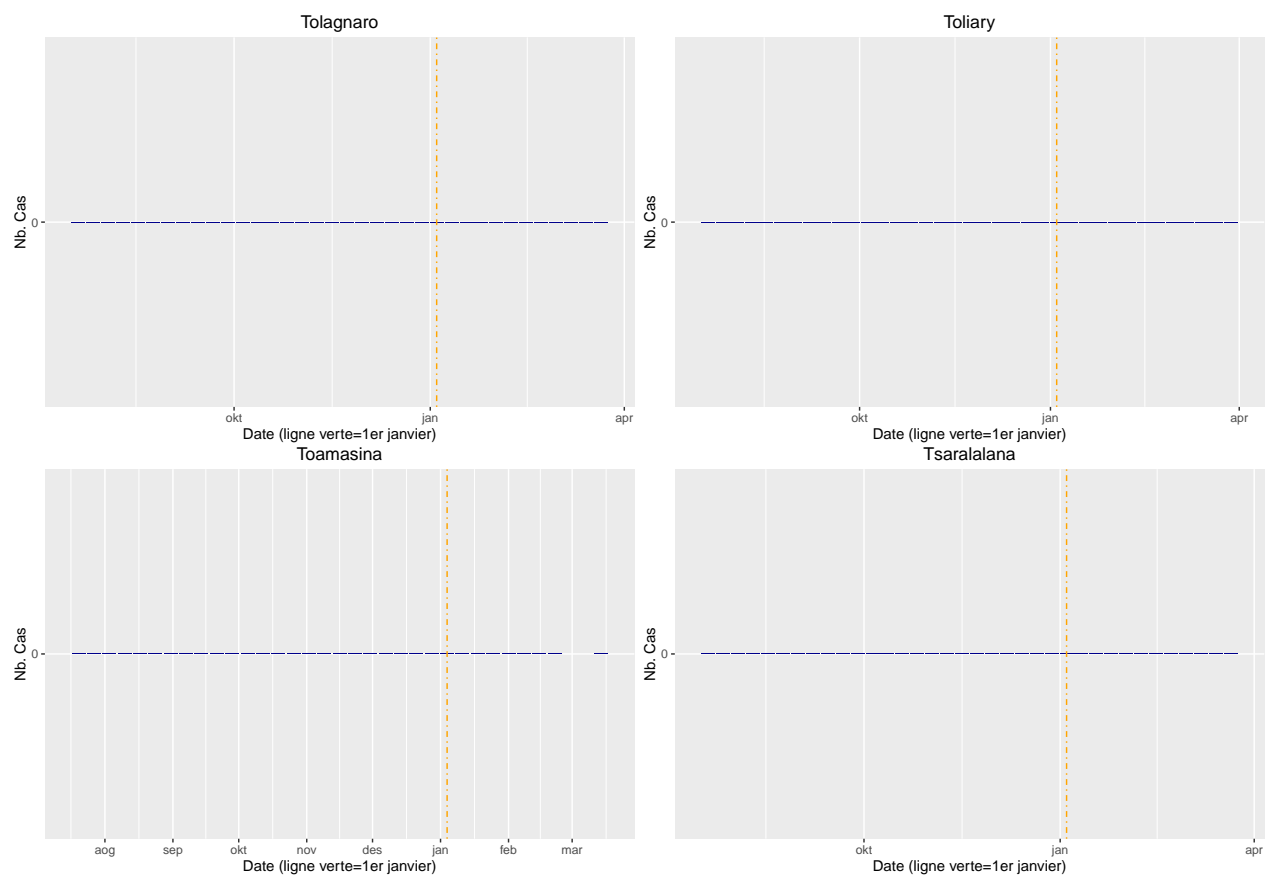 Tolagnaro
Nb. Cas
0
okt jan apr
Date (ligne verte=1er janvier)
Toliary
Nb. Cas
0
okt jan apr
Date (ligne verte=1er janvier)
Toamasina
Nb. Cas
0
aog sep okt nov des jan feb mar
Date (ligne verte=1er janvier)
Tsaralalana
Nb. Cas
0
okt jan apr
Date (ligne verte=1er janvier)